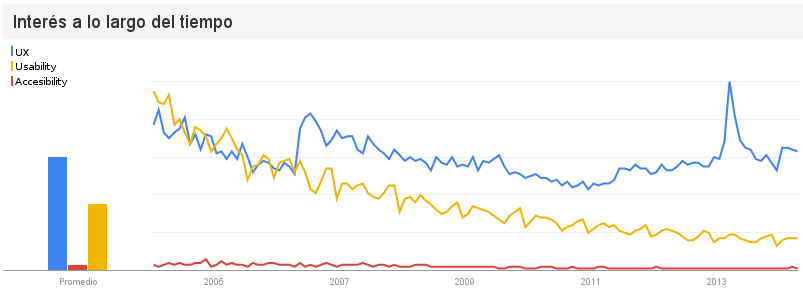 Interés a lo largo del tiempo
UX
Usability
Accesibility
Promedio
2005
2007
2009
2011
2013